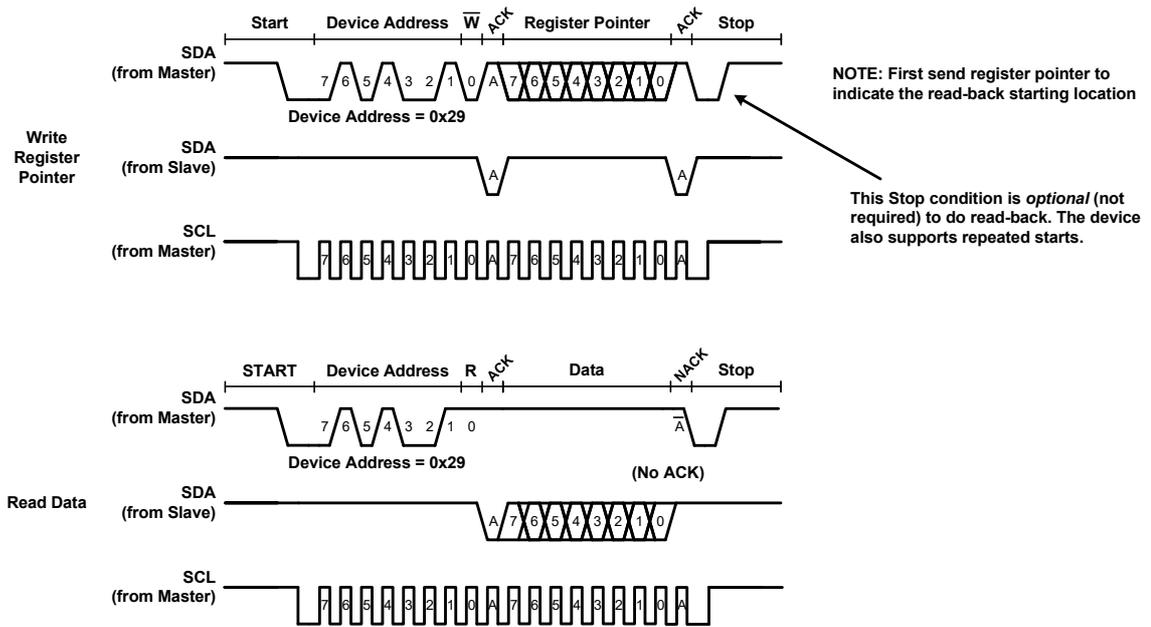 Start Device Address W̅ ACK Register Pointer ACK Stop
SDA
(from Master)
7 6 5 4 3 2 1 0 A 7 6 5 4 3 2 1 0
Device Address = 0x29
NOTE: First send register pointer to
indicate the read-back starting location
Write
Register
Pointer
SDA
(from Slave)
A A
This Stop condition is optional (not
required) to do read-back. The device
also supports repeated starts.
SCL
(from Master)
7 6 5 4 3 2 1 0 A 7 6 5 4 3 2 1 0 A
START Device Address R ACK Data NACK Stop
SDA
(from Master)
7 6 5 4 3 2 1 0 A̅
Device Address = 0x29
(No ACK)
Read Data
SDA
(from Slave)
A 7 6 5 4 3 2 1 0
SCL
(from Master)
7 6 5 4 3 2 1 0 A 7 6 5 4 3 2 1 0 A